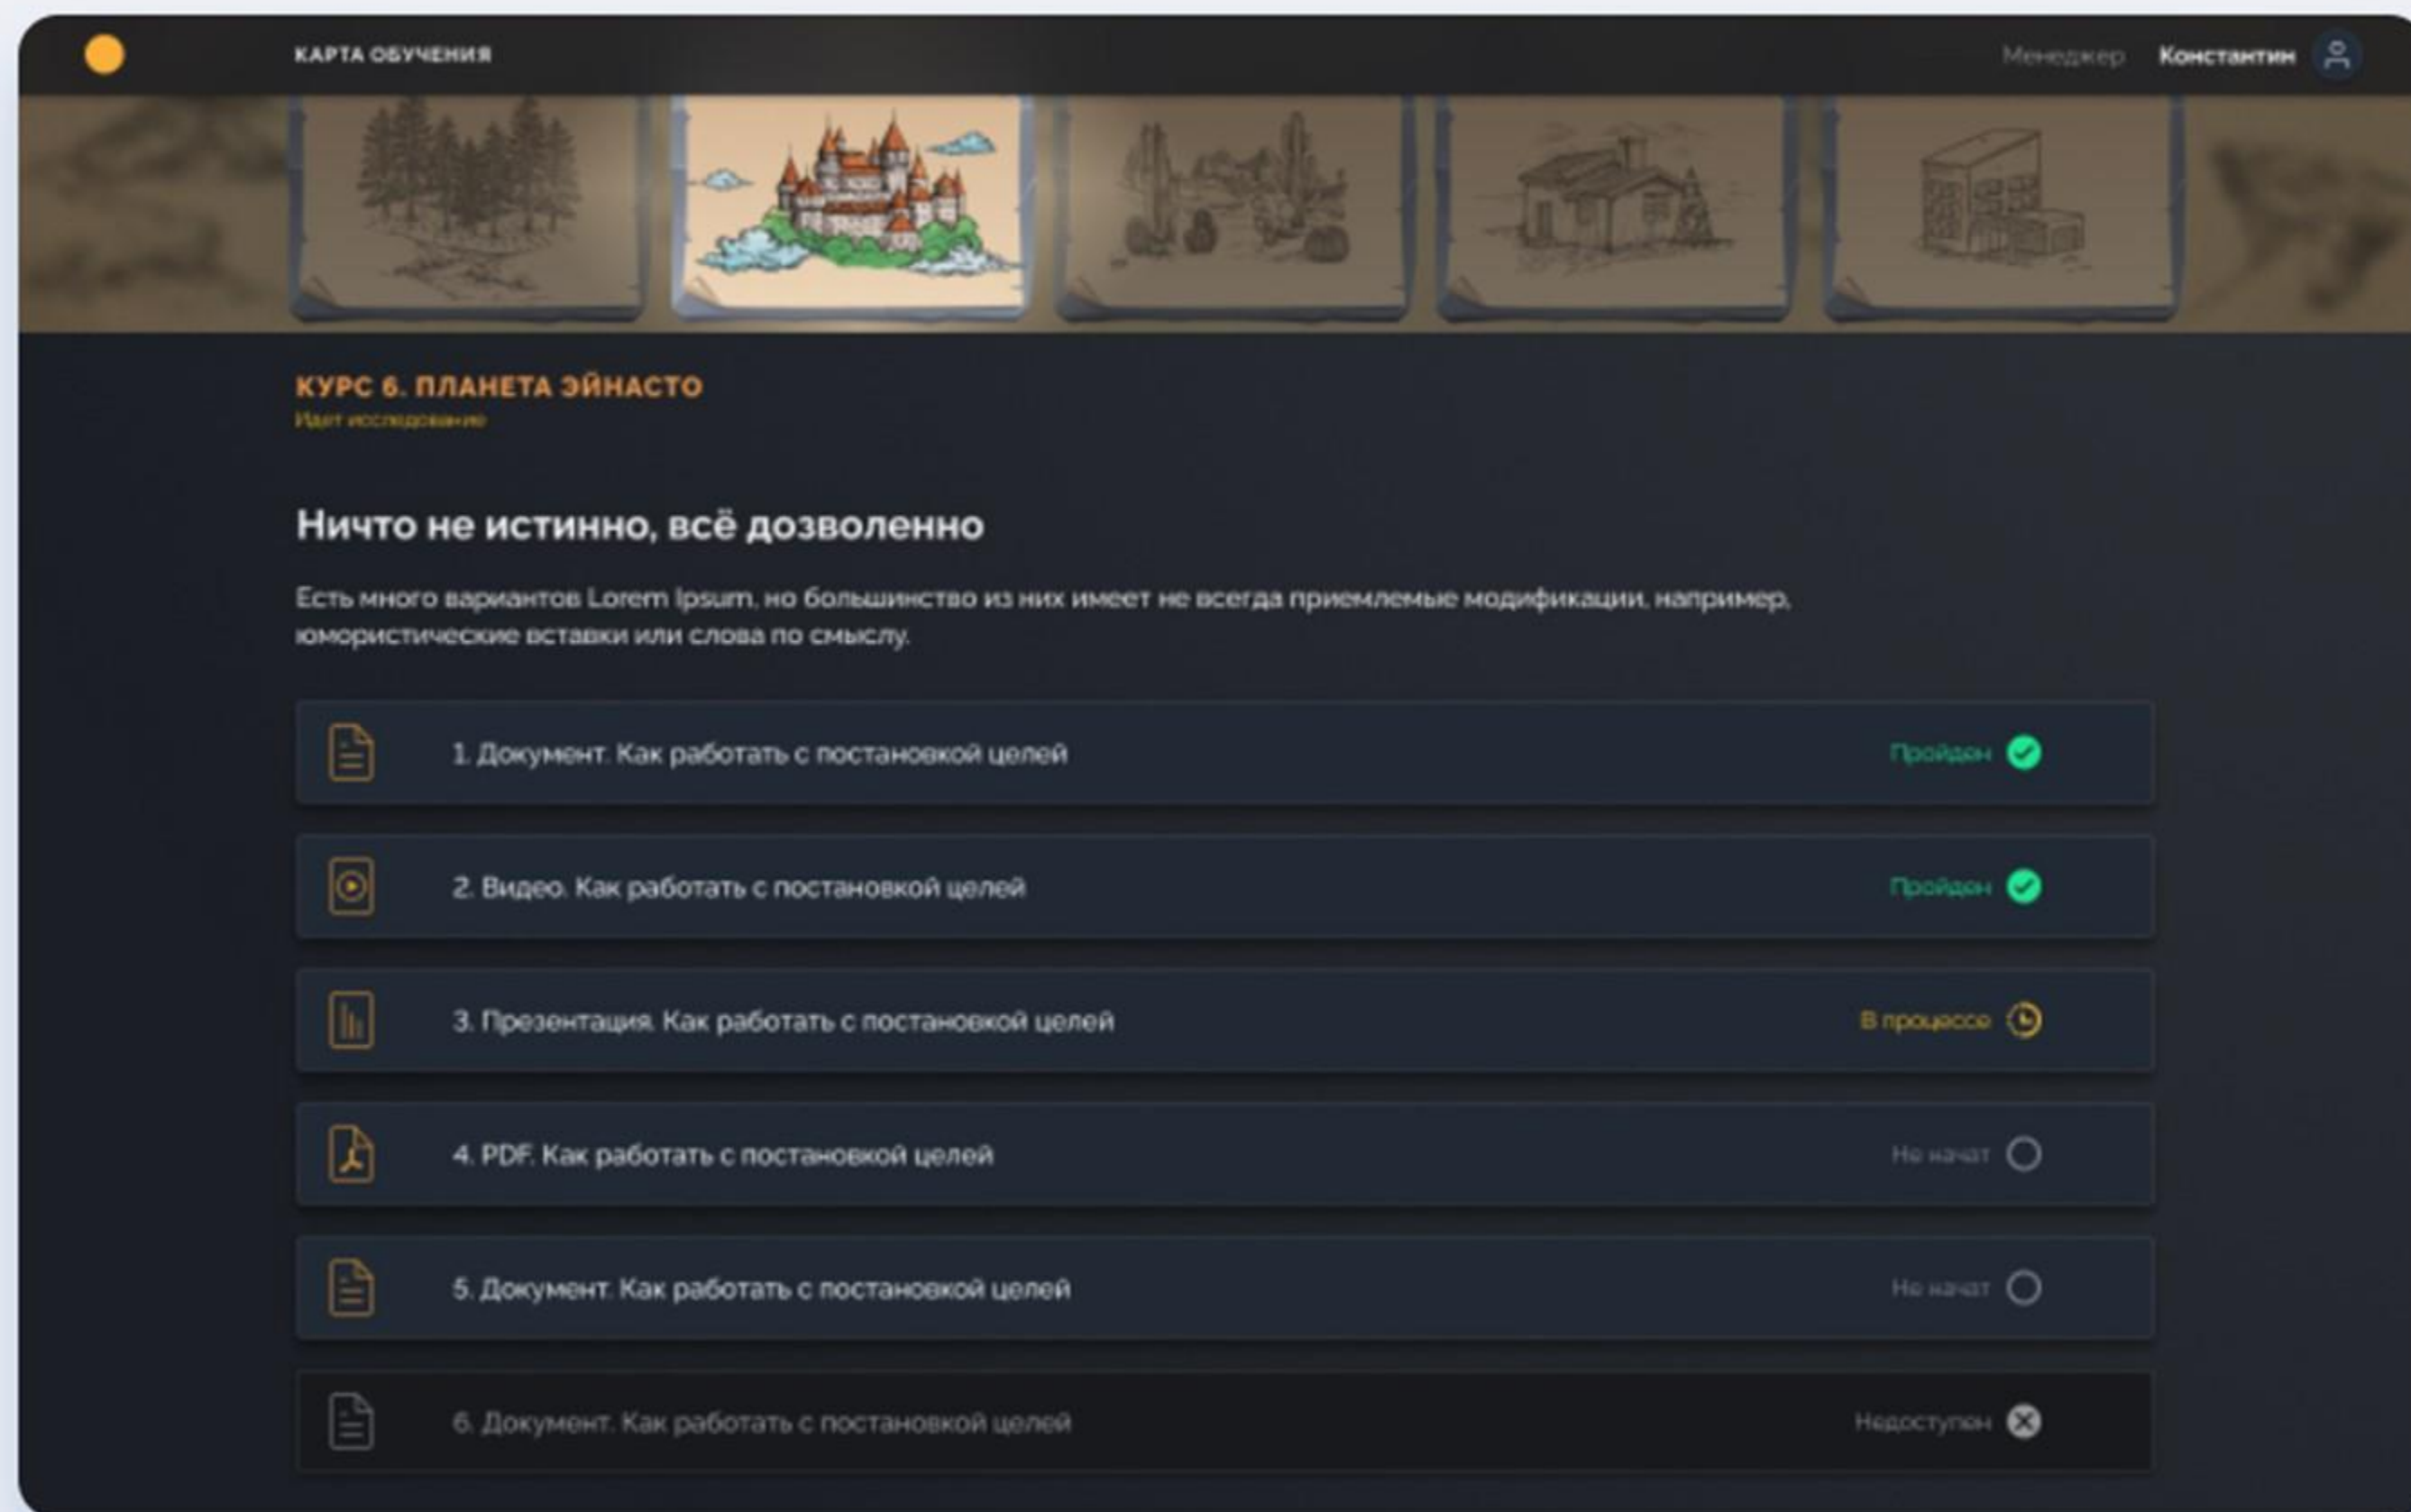 КАРТА ОБУЧЕНИЯ
Менеджер Константин
КУРС 6. ПЛАНЕТА ЭЙНАСТО
Идет исследование
Ничто не истинно, всё дозволенно
Есть много вариантов Lorem Ipsum, но большинство из них имеет не всегда приемлемые модификации, например,
юмористические вставки или слова по смыслу.
1. Документ. Как работать с постановкой целей Пройден
2. Видео. Как работать с постановкой целей Пройден
3. Презентация. Как работать с постановкой целей В процессе
4. PDF. Как работать с постановкой целей Не начат
5. Документ. Как работать с постановкой целей Не начат
6. Документ. Как работать с постановкой целей Недоступен